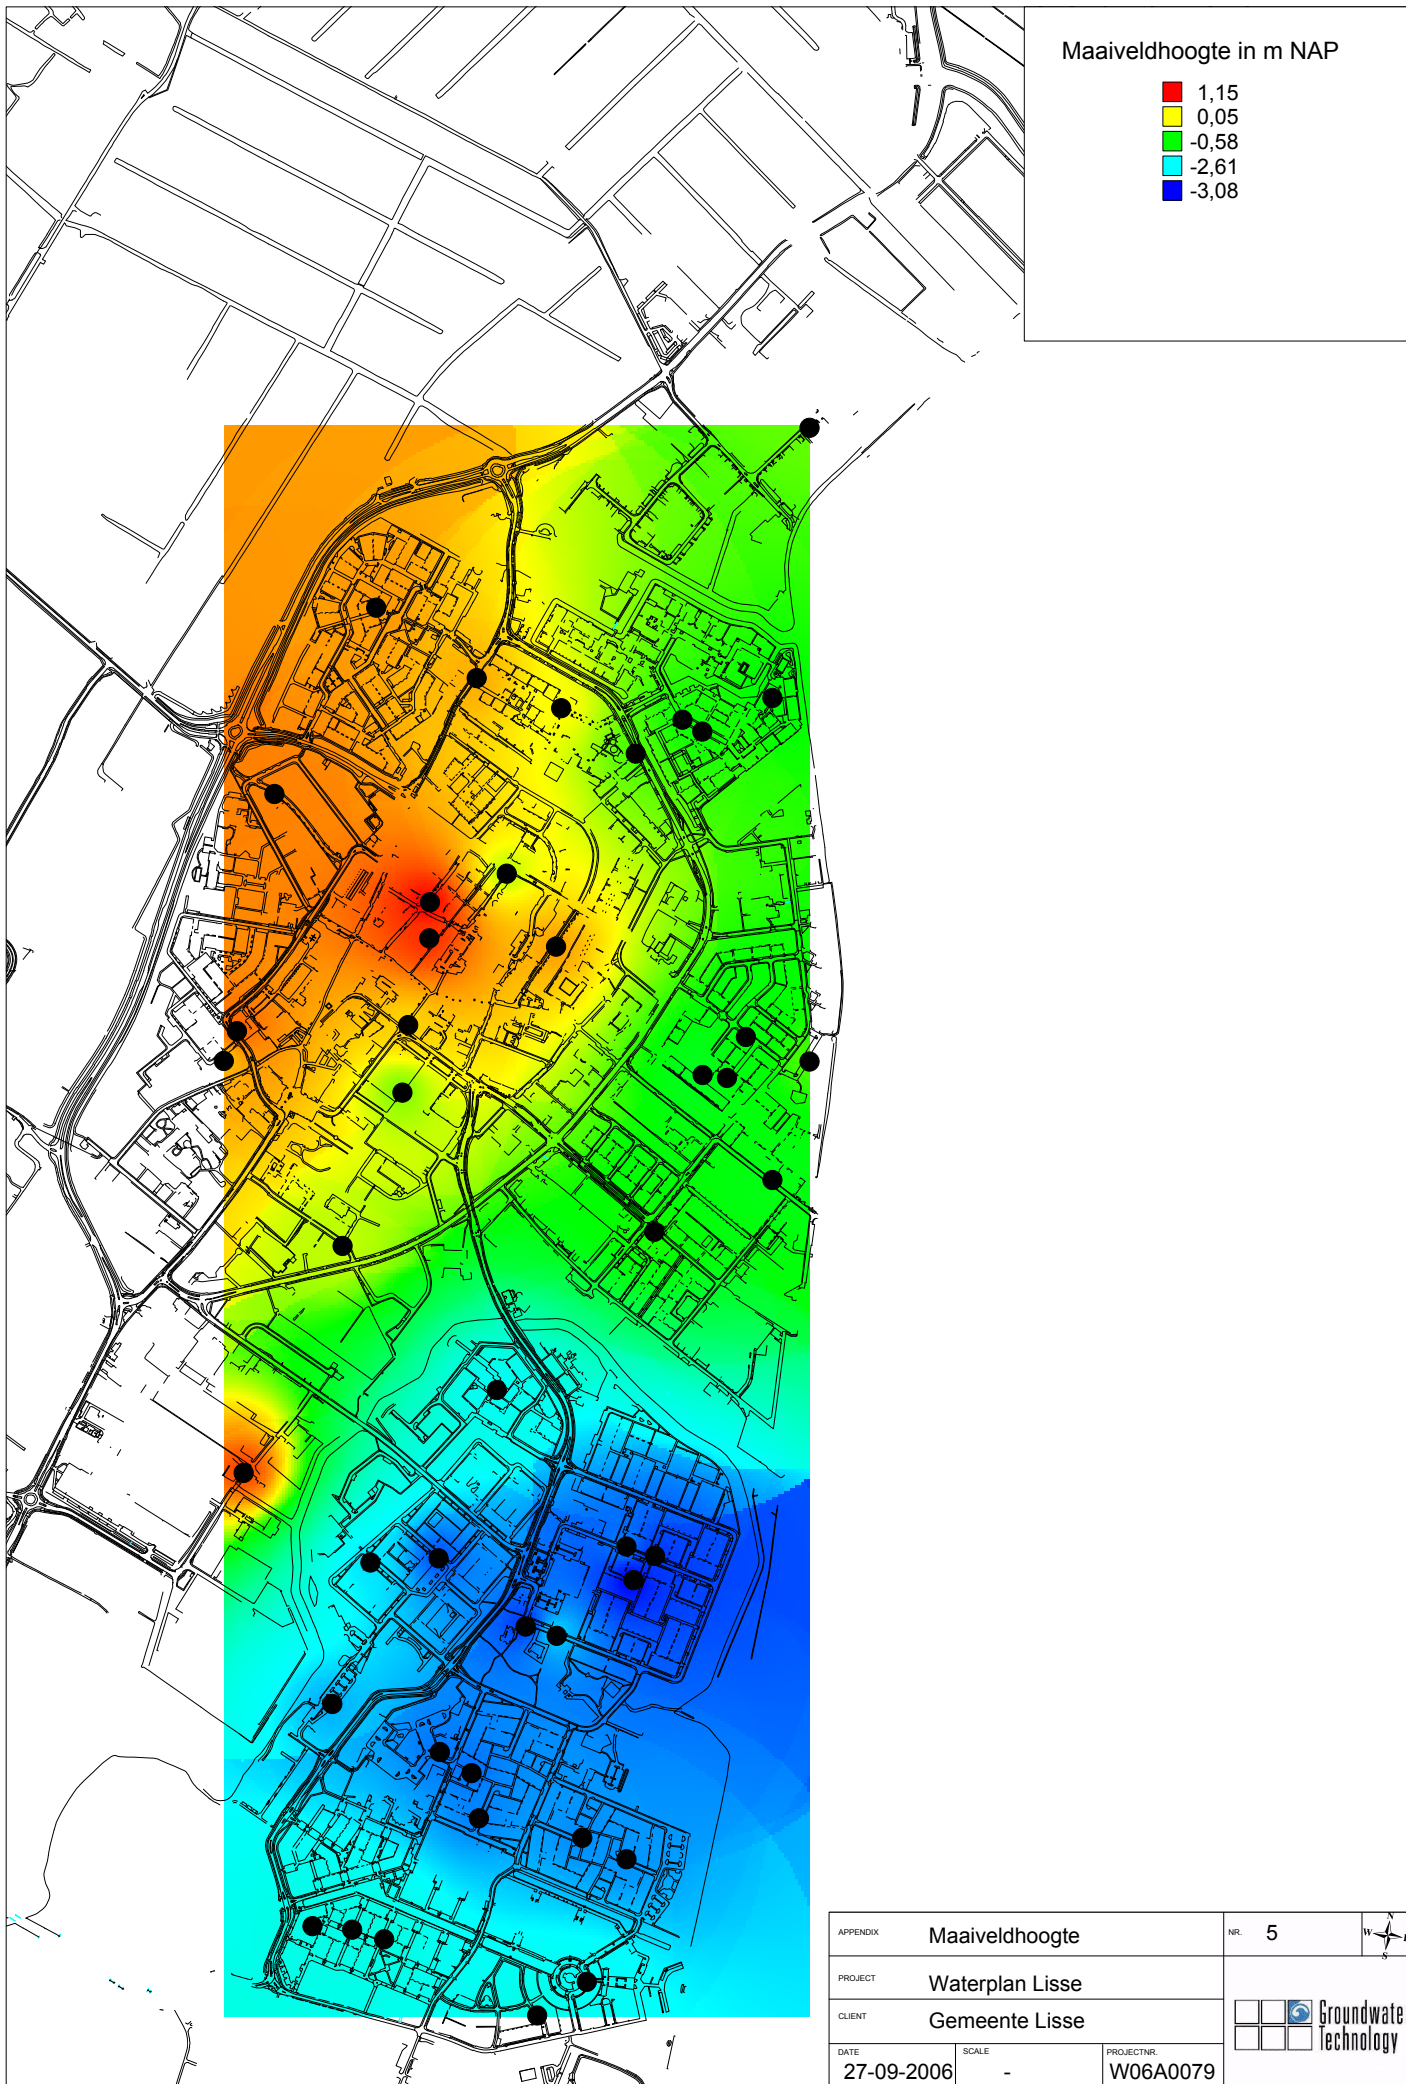 Maaiveldhoogte in m NAP
1,15
0,05
-0,58
-2,61
-3,08
APPENDIX Maaiveldhoogte
NR. 5
N
W
S
PROJECT Waterplan Lisse
CLIENT Gemeente Lisse
DATE SCALE PROJECTNR.
27-09-2006 - W06A0079
Groundwate
Technology